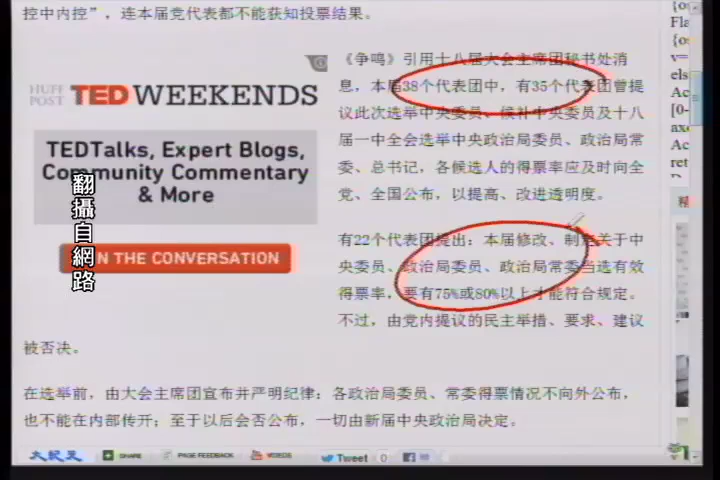 控中内控”，连本届党代表都不能获知投票结果。
《争鸣》引用十八届大会主席团秘书处消
息，本届38个代表团中，有35个代表团曾提
议此次选举中央委员、候补中央委员及十八
届一中全会选举中央政治局委员、政治局常
委、总书记，各候选人的得票率应及时向全
党、全国公布，以提高、改进透明度。
HUFF POST TED WEEKENDS
TEDTalks, Expert Blogs,
Community Commentary
& More
N THE CONVERSATION
翻攝自網路
有22个代表团提出：本届修改、制定关于中
央委员、政治局委员、政治局常委当选有效
得票率，要有75%或80%以上才能符合规定。
不过，由党内提议的民主举措、要求、建议
被否决。
在选举前，由大会主席团宣布并严明纪律：各政治局委员、常委得票情况不向外公布，
也不能在内部传开；至于以后会否公布，一切由新届中央政治局决定。
大纪元 SHARE PAGE FEEDBACK VIDEOS Tweet 0
{o
Fla
{o
v=
els
Ac
[0-
ax
Ac
ret
精